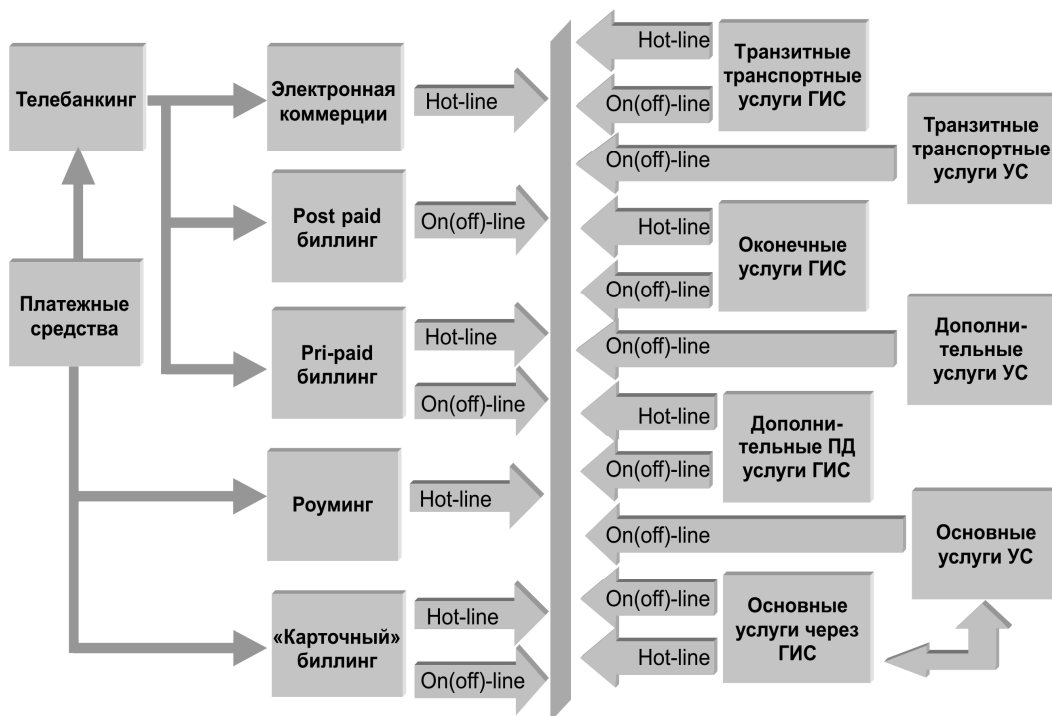 Телебанкинг
Платежные
средства
Электронная
коммерции
Hot-line
Post paid
биллинг
On(off)-line
Pri-paid
биллинг
Hot-line
On(off)-line
Роуминг
Hot-line
«Карточный»
биллинг
Hot-line
On(off)-line
Hot-line
On(off)-line
Транзитные
транспортные
услуги ГИС
On(off)-line
Транзитные
транспортные
услуги УС
Hot-line
On(off)-line
Оконечные
услуги ГИС
On(off)-line
Дополни-
тельные
услуги УС
Hot-line
On(off)-line
Дополни-
тельные ПД
услуги ГИС
On(off)-line
Основные
услуги УС
On(off)-line
Hot-line
Основные
услуги через
ГИС